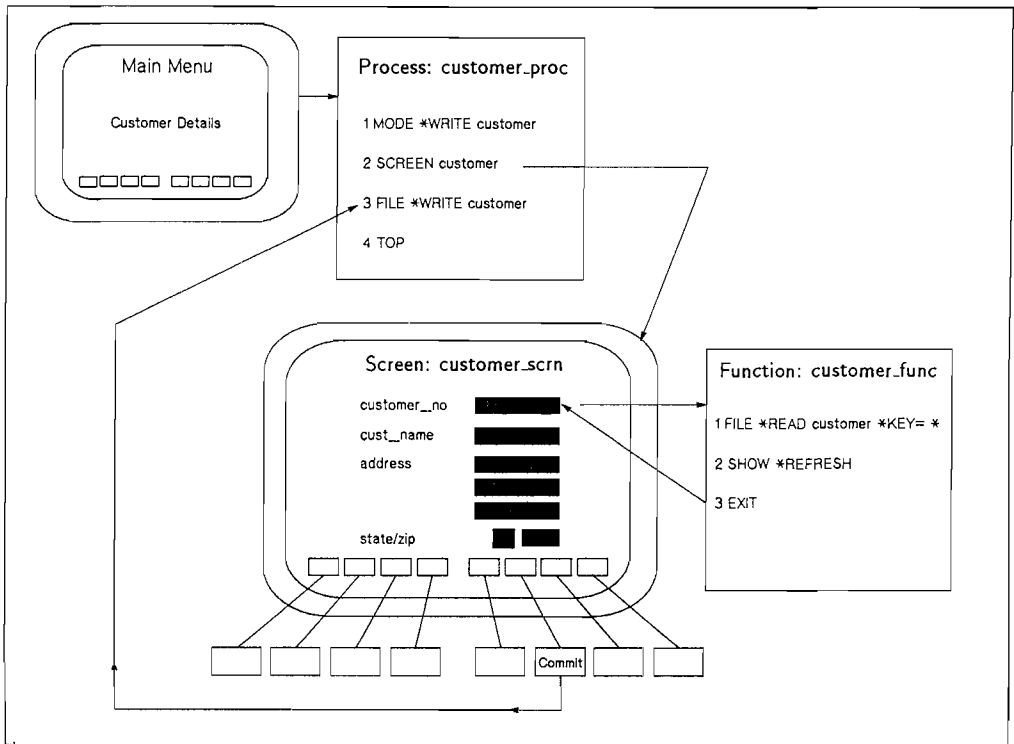 Main Menu
Customer Details
Process: customer_proc
1 MODE *WRITE customer
2 SCREEN customer
3 FILE *WRITE customer
4 TOP
Screen: customer_scrn
customer__no
cust__name
address
state/zip
Function: customer_func
1 FILE *READ customer *KEY= *
2 SHOW *REFRESH
3 EXIT
Commit